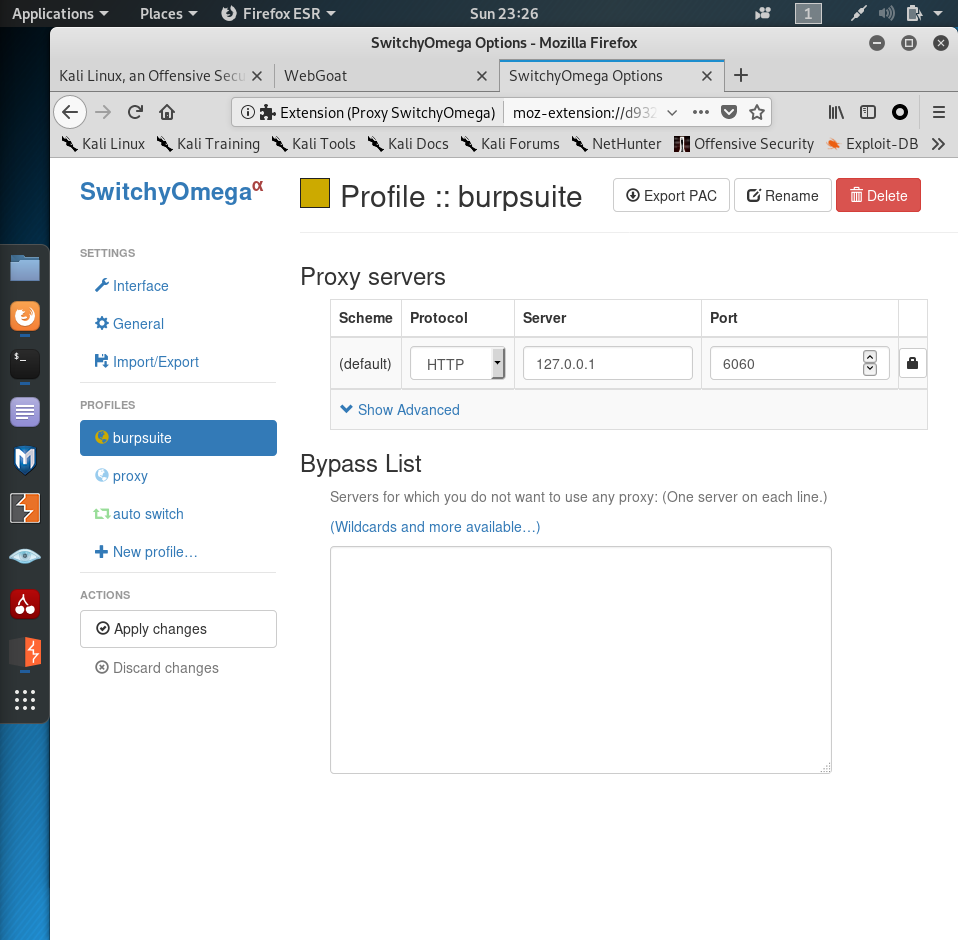 Applications Places Firefox ESR Sun 23:26 1
SwitchyOmega Options - Mozilla Firefox
Kali Linux, an Offensive Secu WebGoat SwitchyOmega Options
Extension (Proxy SwitchyOmega) moz-extension://d932
Kali Linux Kali Training Kali Tools Kali Docs Kali Forums NetHunter Offensive Security Exploit-DB
SwitchyOmegaα
Profile :: burpsuite Export PAC Rename Delete
SETTINGS
Interface
General
Import/Export
PROFILES
burpsuite
proxy
auto switch
New profile…
ACTIONS
Apply changes
Discard changes
Proxy servers
Scheme Protocol Server Port
(default) HTTP 127.0.0.1 6060
Show Advanced
Bypass List
Servers for which you do not want to use any proxy: (One server on each line.)
(Wildcards and more available…)